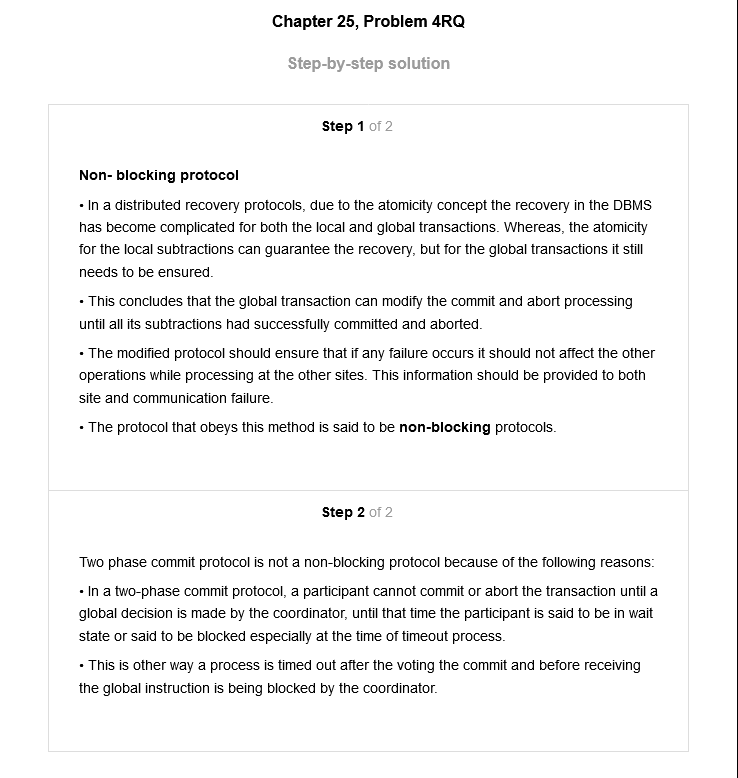 Chapter 25, Problem 4RQ
Step-by-step solution
Step 1 of 2
Non- blocking protocol
• In a distributed recovery protocols, due to the atomicity concept the recovery in the DBMS
has become complicated for both the local and global transactions. Whereas, the atomicity
for the local subtractions can guarantee the recovery, but for the global transactions it still
needs to be ensured.
• This concludes that the global transaction can modify the commit and abort processing
until all its subtractions had successfully committed and aborted.
• The modified protocol should ensure that if any failure occurs it should not affect the other
operations while processing at the other sites. This information should be provided to both
site and communication failure.
• The protocol that obeys this method is said to be non-blocking protocols.
Step 2 of 2
Two phase commit protocol is not a non-blocking protocol because of the following reasons:
• In a two-phase commit protocol, a participant cannot commit or abort the transaction until a
global decision is made by the coordinator, until that time the participant is said to be in wait
state or said to be blocked especially at the time of timeout process.
• This is other way a process is timed out after the voting the commit and before receiving
the global instruction is being blocked by the coordinator.